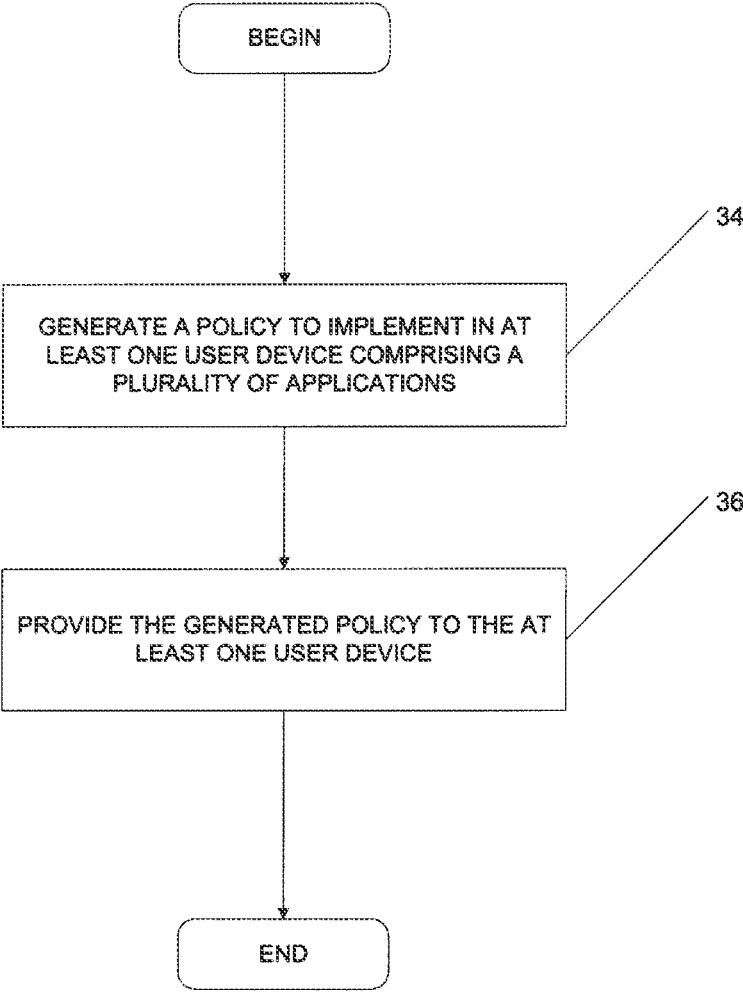 BEGIN
34
GENERATE A POLICY TO IMPLEMENT IN AT
LEAST ONE USER DEVICE COMPRISING A
PLURALITY OF APPLICATIONS
36
PROVIDE THE GENERATED POLICY TO THE AT
LEAST ONE USER DEVICE
END